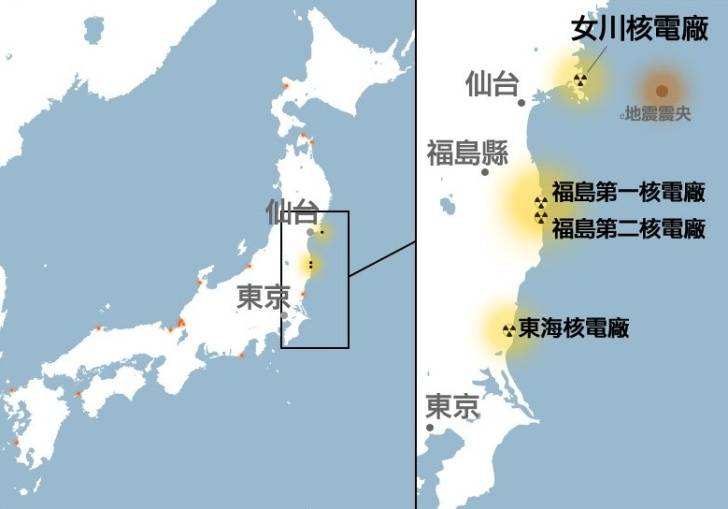 仙台
東京
女川核電廠
仙台
c地震震央
福島縣
福島第一核電廠
福島第二核電廠
東海核電廠
東京